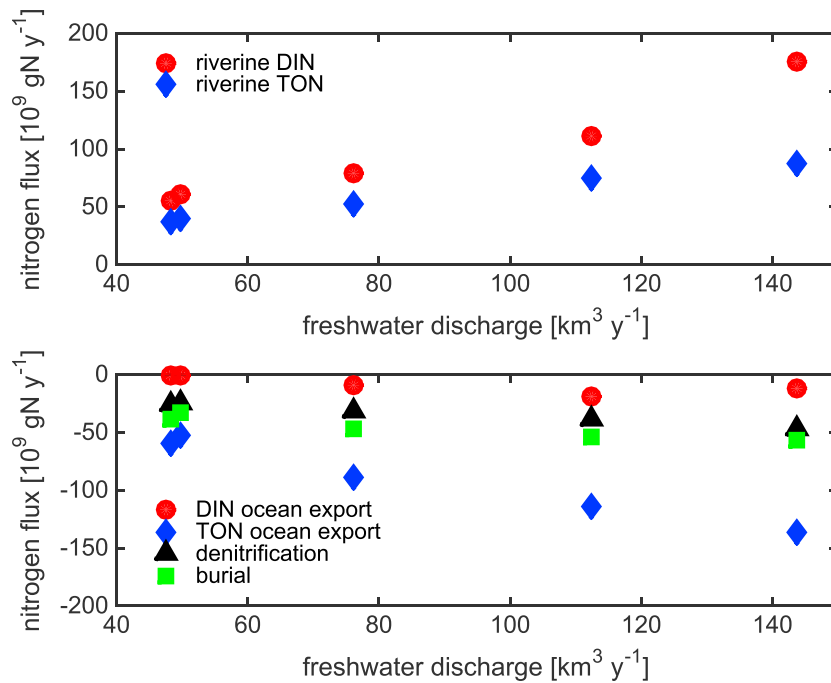 200
150
100
50
0
nitrogen flux [10⁹ gN y⁻¹]
riverine DIN
riverine TON
40 60 80 100 120 140
freshwater discharge [km³ y⁻¹]
0
-50
-100
-150
-200
nitrogen flux [10⁹ gN y⁻¹]
DIN ocean export
TON ocean export
denitrification
burial
40 60 80 100 120 140
freshwater discharge [km³ y⁻¹]